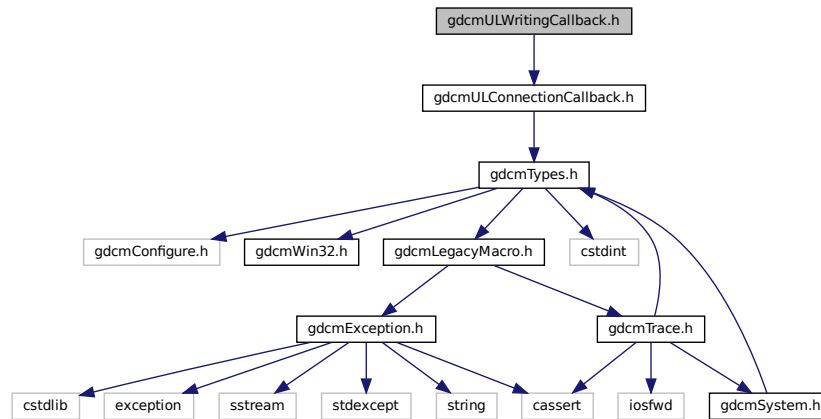 gdcmULWritingCallback.h
gdcmULConnectionCallback.h
gdcmTypes.h
gdcmConfigure.h
gdcmWin32.h
gdcmLegacyMacro.h
cstdint
gdcmException.h
gdcmTrace.h
cstdlib
exception
sstream
stdexcept
string
cassert
iosfwd
gdcmSystem.h